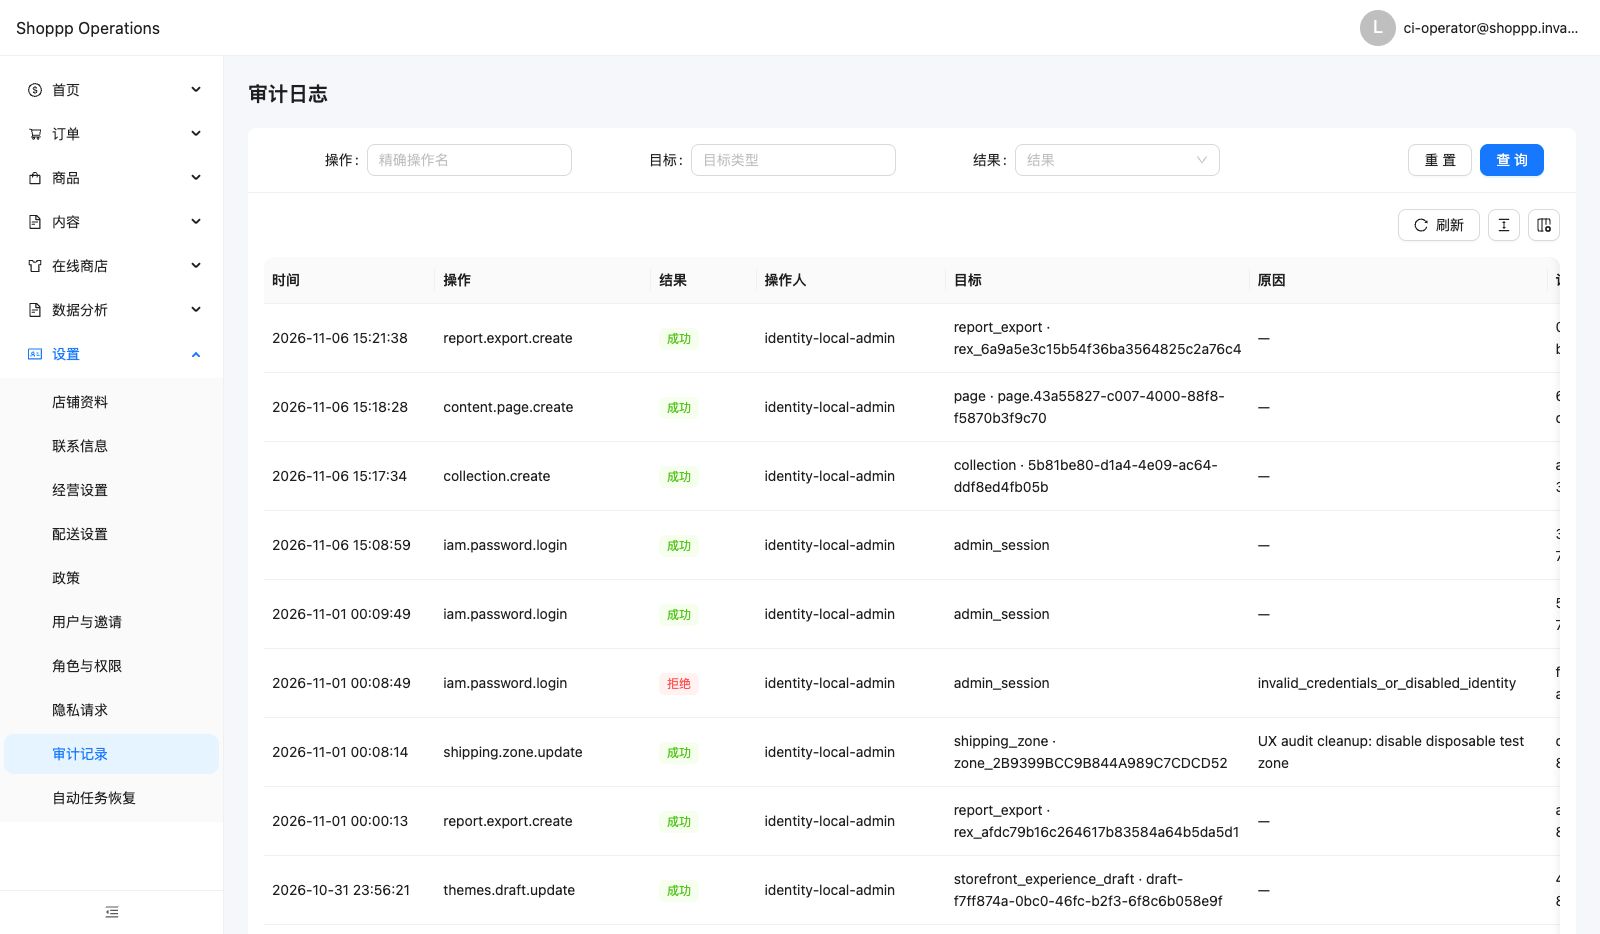 Shoppp Operations
L
ci-operator@shoppp.inva...
首页
订单
商品
内容
在线商店
数据分析
设置
店铺资料
联系信息
经营设置
配送设置
政策
用户与邀请
角色与权限
隐私请求
审计记录
自动任务恢复
审计日志
操作: 精确操作名
目标: 目标类型
结果: 结果
重 置
查 询
刷新
时间 操作 结果 操作人 目标 原因
2026-11-06 15:21:38 report.export.create 成功 identity-local-admin report_export ·
rex_6a9a5e3c15b54f36ba3564825c2a76c4 —
2026-11-06 15:18:28 content.page.create 成功 identity-local-admin page · page.43a55827-c007-4000-88f8-
f5870b3f9c70 —
2026-11-06 15:17:34 collection.create 成功 identity-local-admin collection · 5b81be80-d1a4-4e09-ac64-
ddf8ed4fb05b —
2026-11-06 15:08:59 iam.password.login 成功 identity-local-admin admin_session —
2026-11-01 00:09:49 iam.password.login 成功 identity-local-admin admin_session —
2026-11-01 00:08:49 iam.password.login 拒绝 identity-local-admin admin_session invalid_credentials_or_disabled_identity
2026-11-01 00:08:14 shipping.zone.update 成功 identity-local-admin shipping_zone · UX audit cleanup: disable disposable test
zone_2B9399BCC9B844A989C7CDCD52 zone
2026-11-01 00:00:13 report.export.create 成功 identity-local-admin report_export ·
rex_afdc79b16c264617b83584a64b5da5d1 —
2026-10-31 23:56:21 themes.draft.update 成功 identity-local-admin storefront_experience_draft · draft-
f7ff874a-0bc0-46fc-b2f3-6f8c6b058e9f —